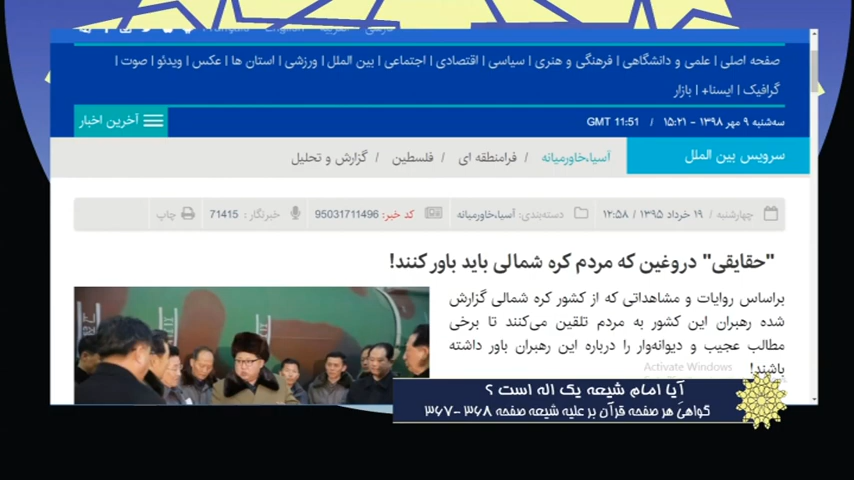 صفحه اصلی | علمی و دانشگاهی | فرهنگی و هنری | سیاسی | اقتصادی | اجتماعی | بین الملل | ورزشی | استان ها | عکس | ویدئو | صوت |
گرافیک | ایسنا+ | بازار
سه‌شنبه ۹ مهر ۱۳۹۸ - ۱۵:۲۱ / GMT 11:51
آخرین اخبار
سرویس بین الملل
آسیا،خاورمیانه / فرامنطقه ای / فلسطین / گزارش و تحلیل
چهارشنبه / ۱۹ خرداد ۱۳۹۵ / ۱۲:۵۸ دسته‌بندی: آسیا،خاورمیانه کد خبر: 95031711496 خبرنگار : 71415 چاپ
"حقایقی" دروغین که مردم کره شمالی باید باور کنند!
براساس روایات و مشاهداتی که از کشور کره شمالی گزارش
شده رهبران این کشور به مردم تلقین می‌کنند تا برخی
مطالب عجیب و دیوانه‌وار را درباره این رهبران باور داشته
باشند!
Activate Windows
آیا امام شیعه یک اله است ؟
گواهیَ هر صفحه قرآن بر علیه شیعه صفحه ۳۶۸-۳۶۷